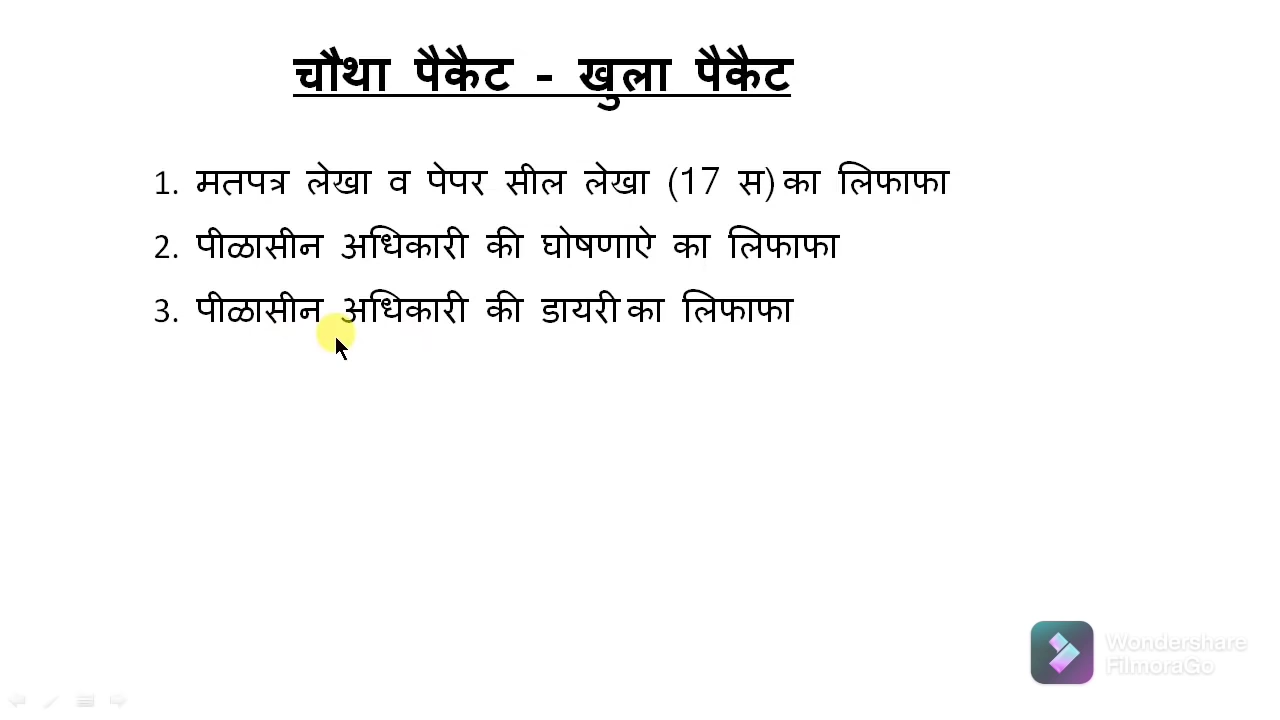 चौथा पैकैट - खुला पैकैट
1. मतपत्र लेखा व पेपर सील लेखा (17 स) का लिफाफा
2. पीळासीन अधिकारी की घोषणाऐ का लिफाफा
3. पीळासीन अधिकारी की डायरी का लिफाफा
Wondershare
FilmoraGo